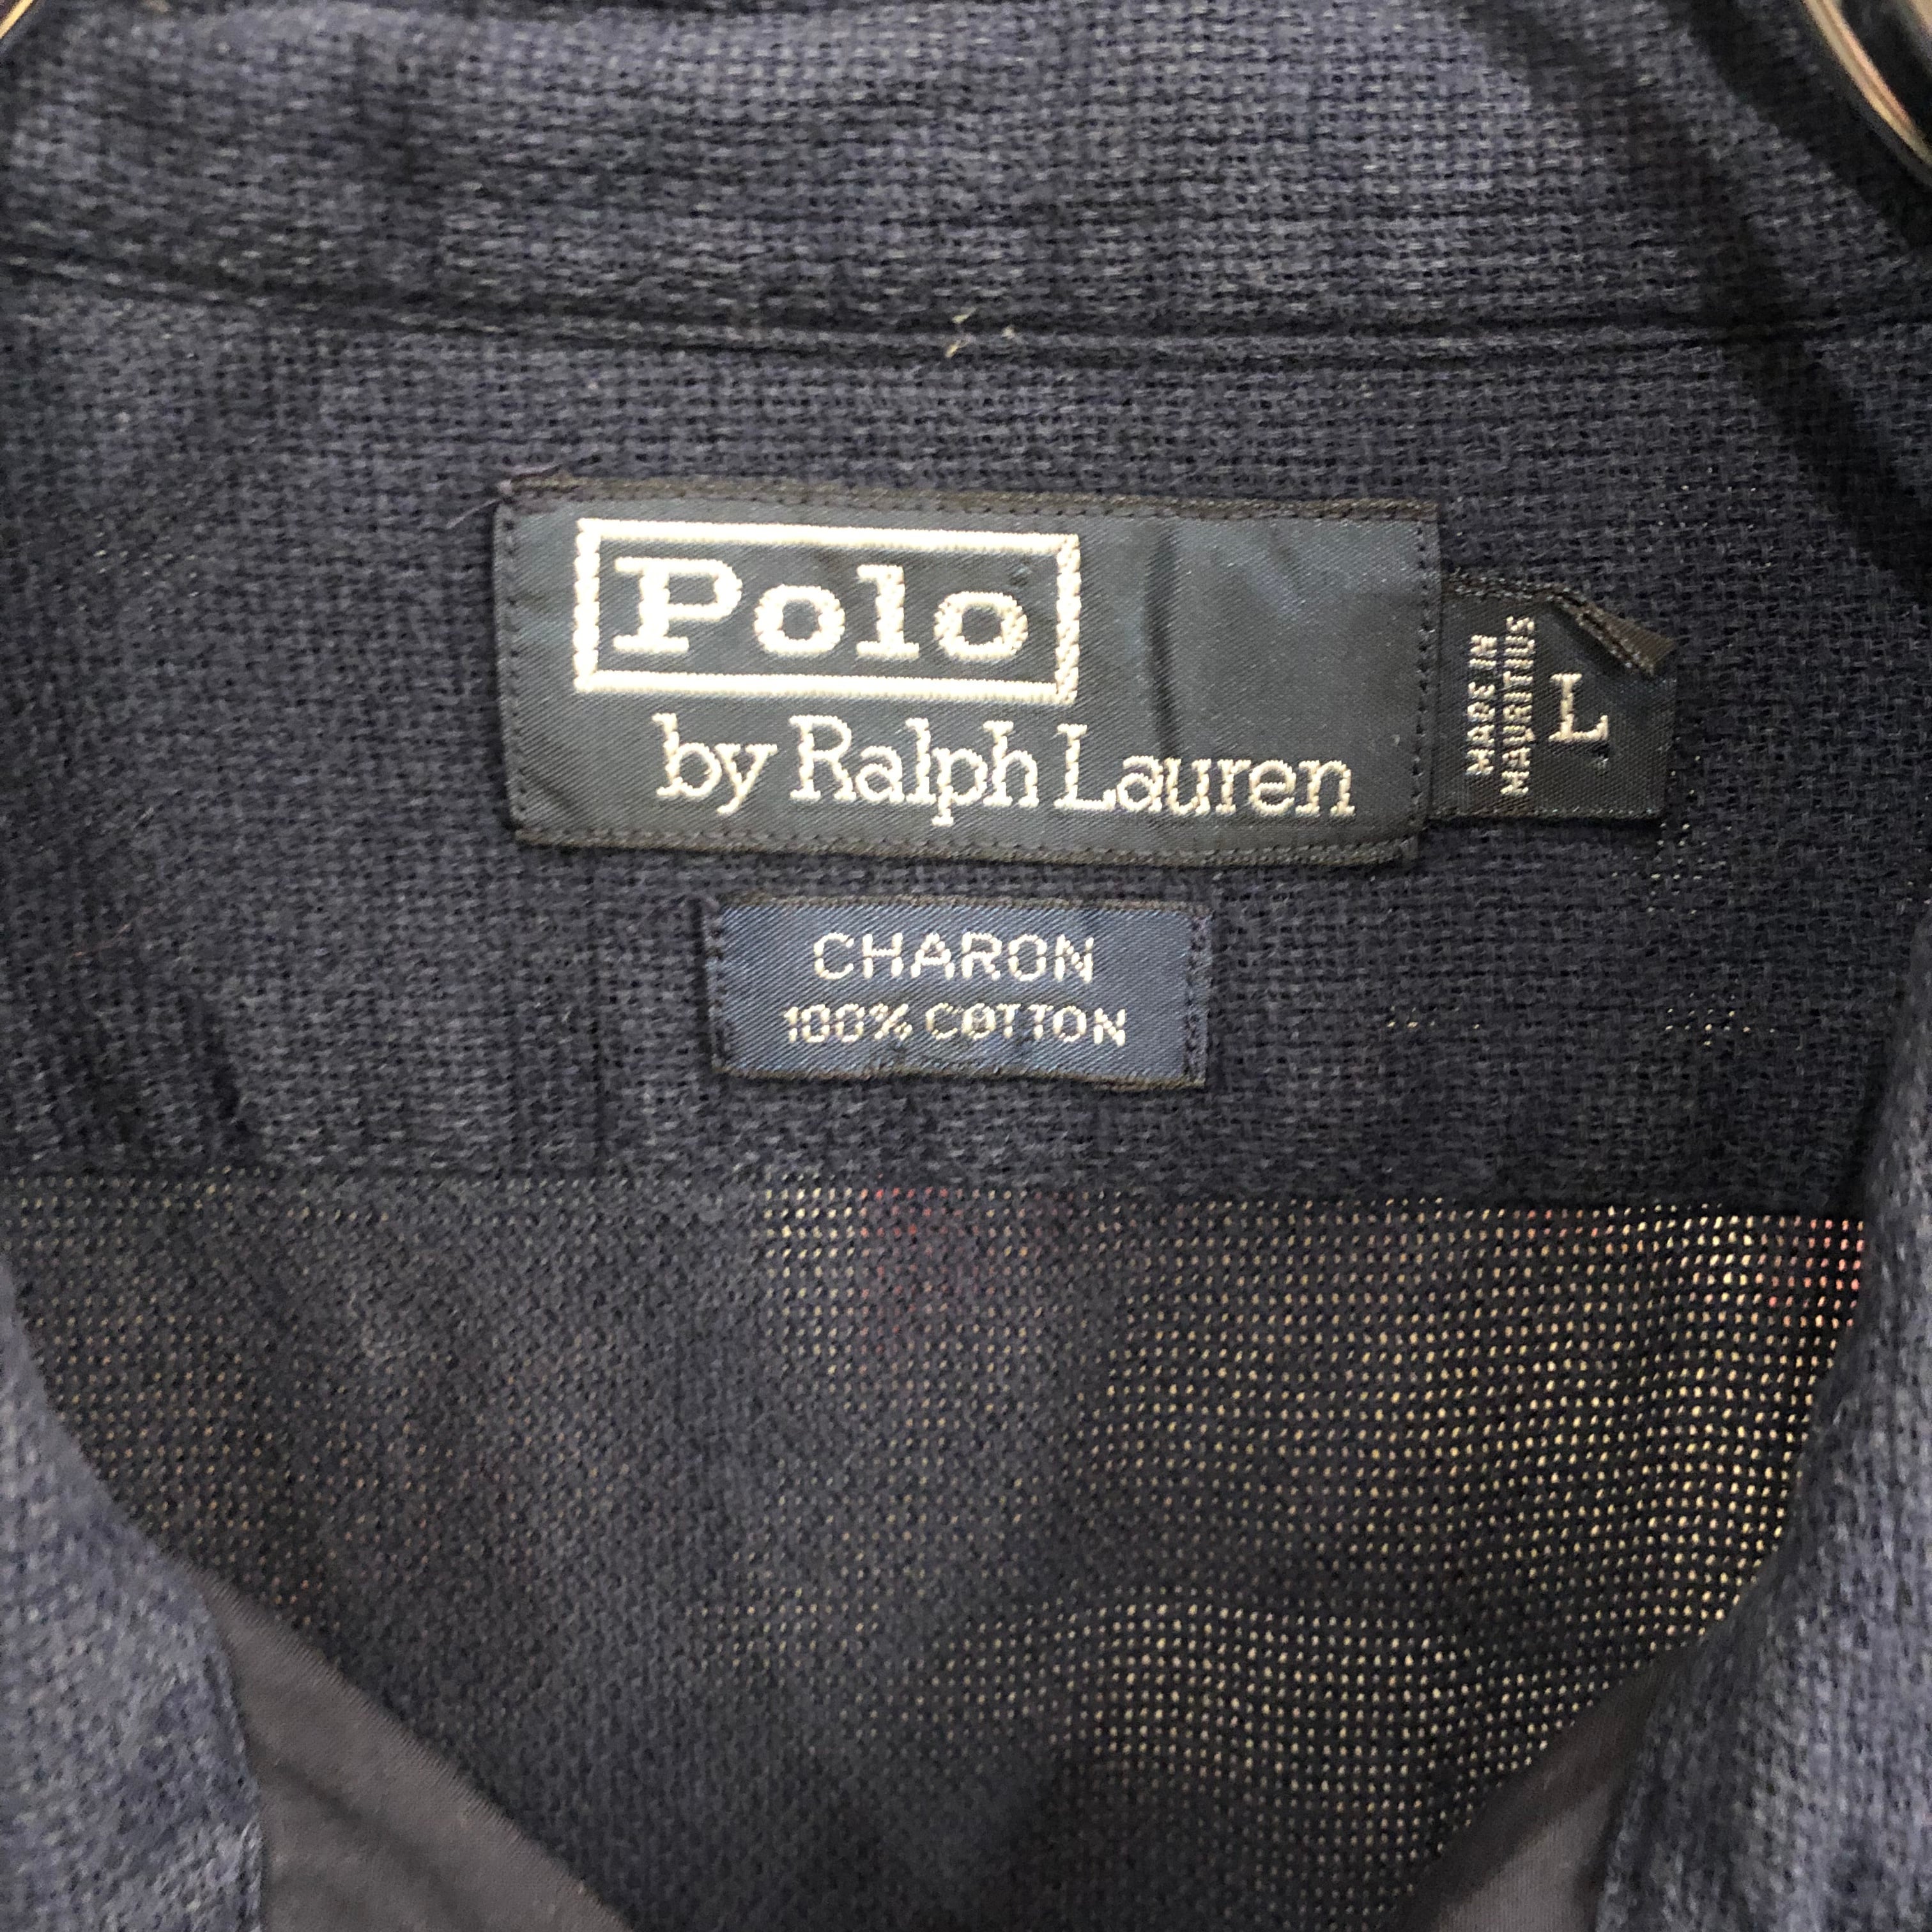 Polo
by Ralph Lauren
MADE IN
MAURITIUS
L
CHARON
100% COTTON